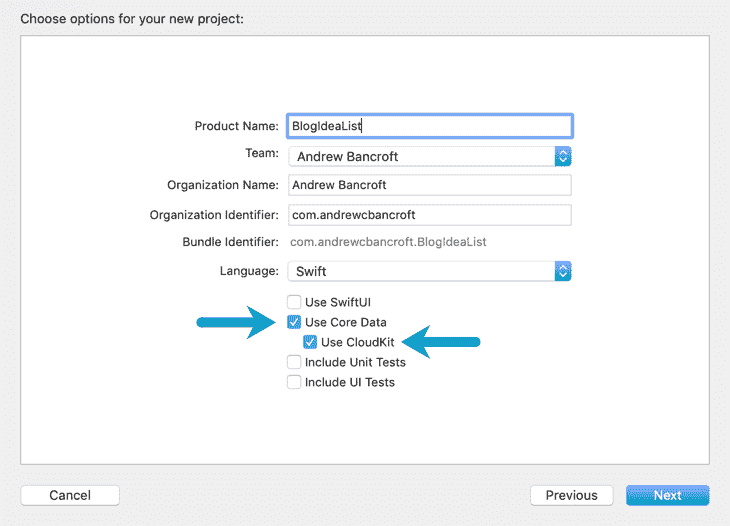 Choose options for your new project:
Product Name: BlogIdeaList
Team: Andrew Bancroft
Organization Name: Andrew Bancroft
Organization Identifier: com.andrewcbancroft
Bundle Identifier: com.andrewcbancroft.BlogIdeaList
Language: Swift
Use SwiftUI
Use Core Data
Use CloudKit
Include Unit Tests
Include UI Tests
Cancel Previous Next